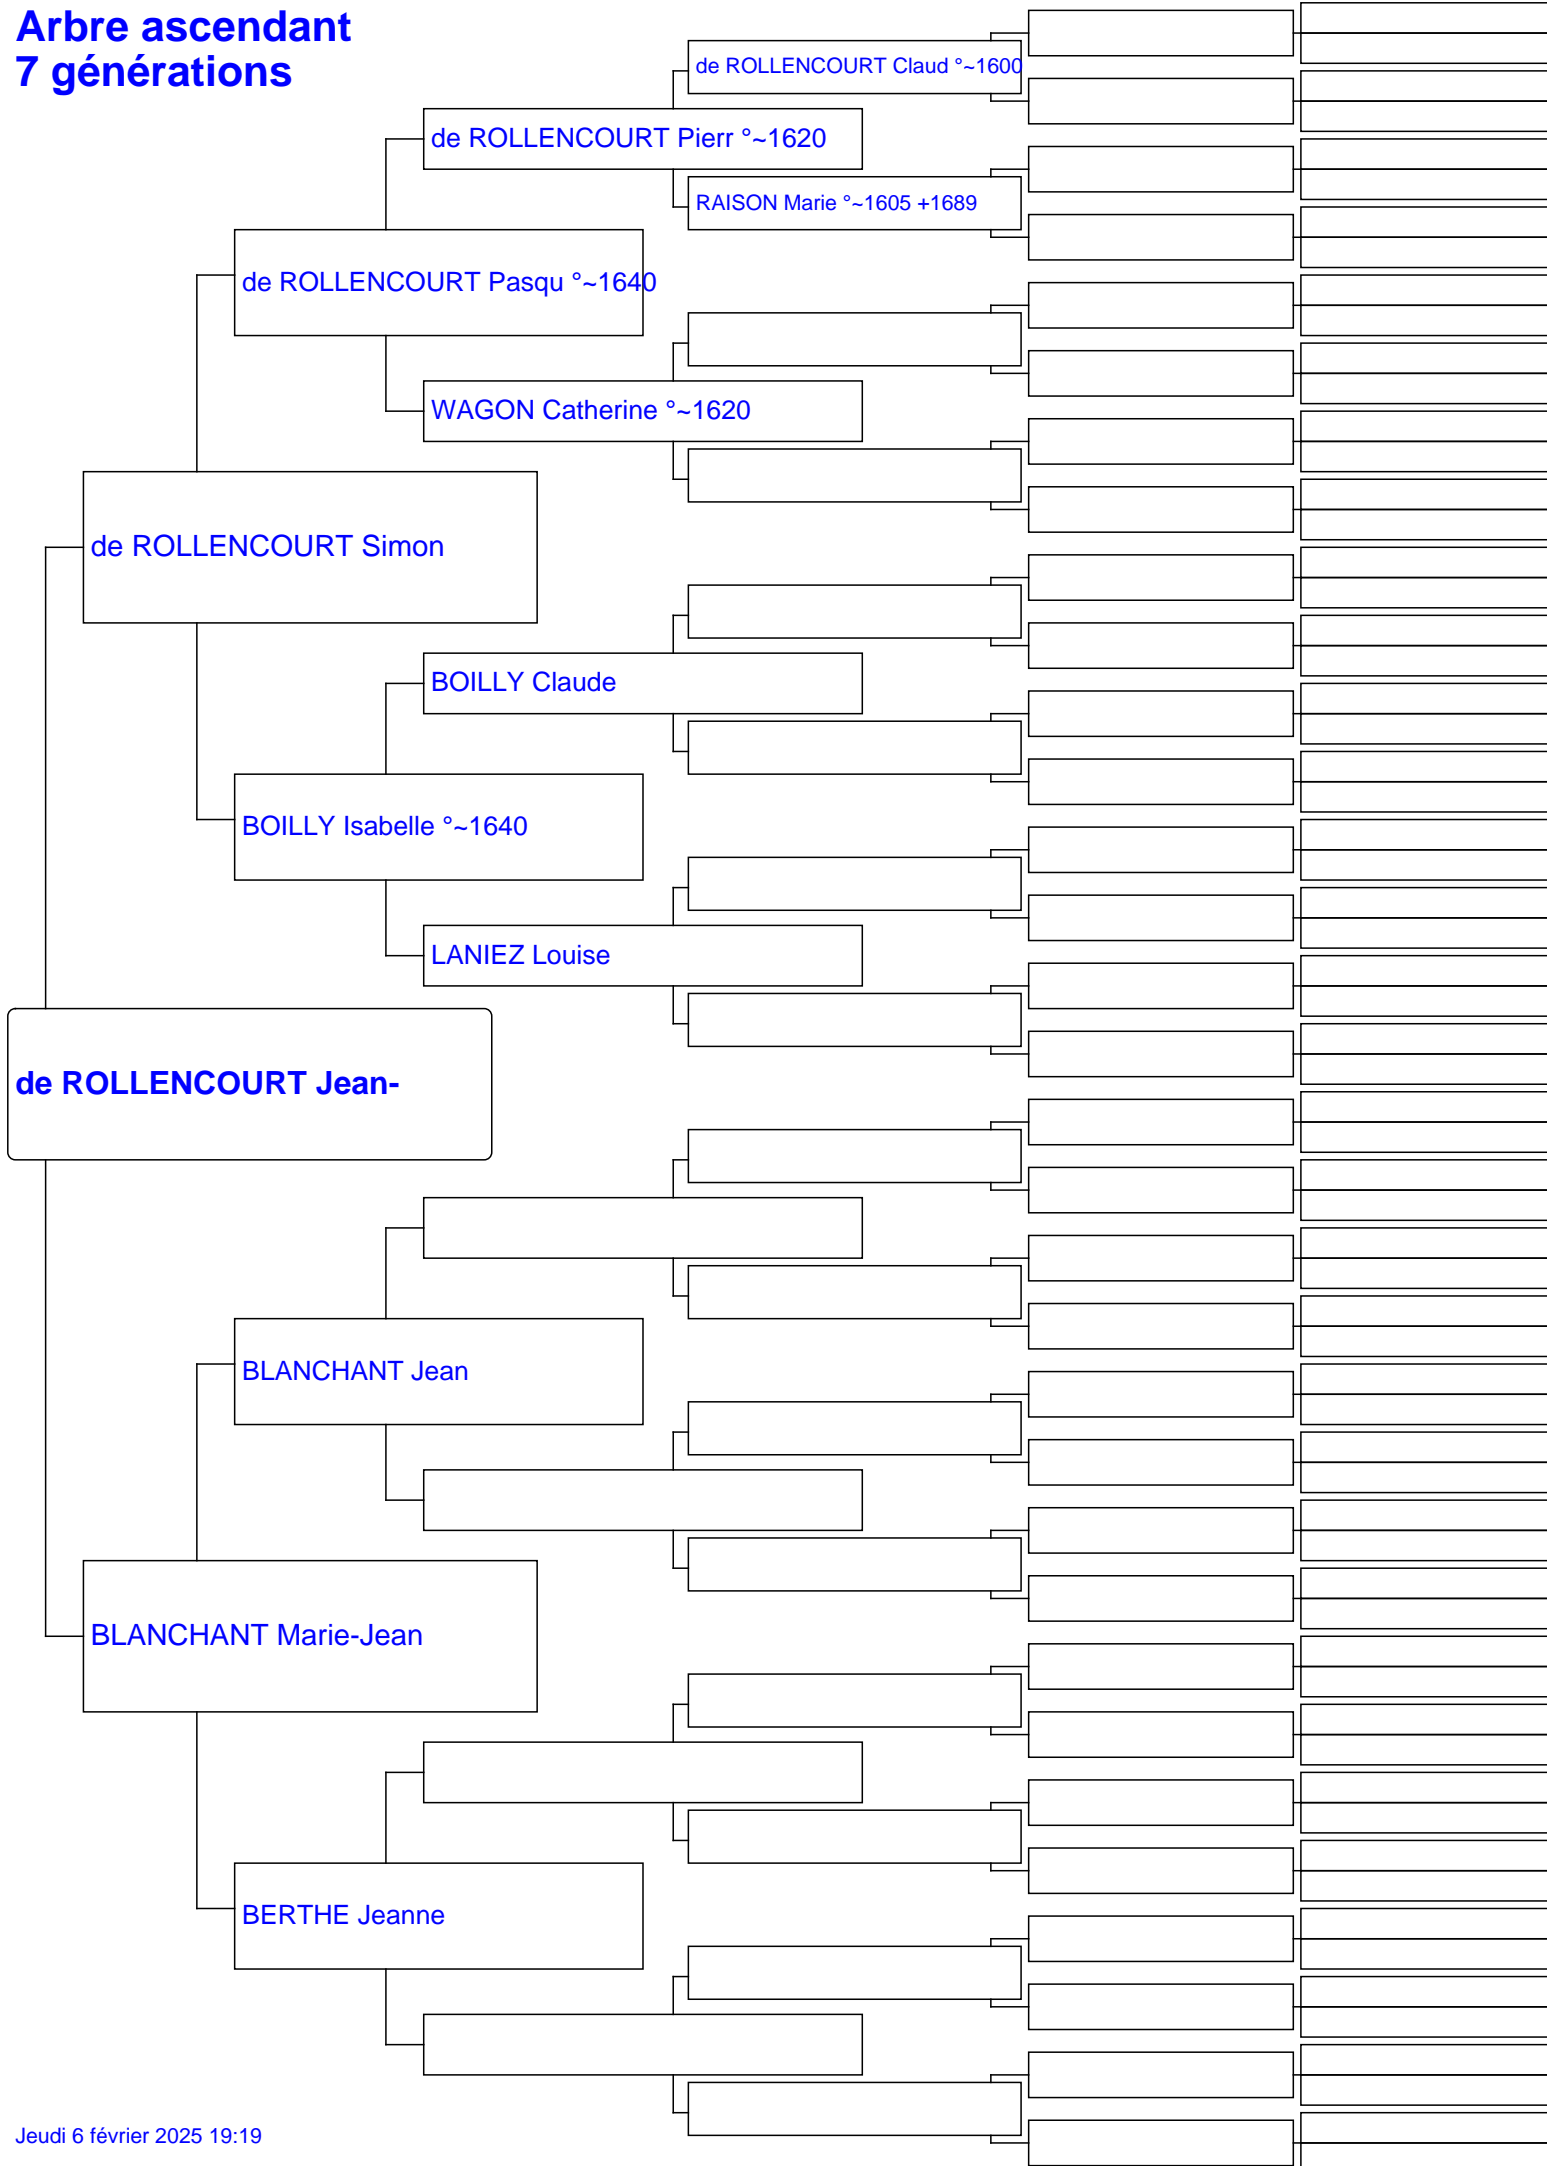 Arbre ascendant
7 générations
de ROLLENCOURT Claud °~1600
de ROLLENCOURT Pierr °~1620
RAISON Marie °~1605 +1689
de ROLLENCOURT Pasqu °~1640
WAGON Catherine °~1620
de ROLLENCOURT Simon
BOILLY Claude
BOILLY Isabelle °~1640
LANIEZ Louise
de ROLLENCOURT Jean-
BLANCHANT Jean
BLANCHANT Marie-Jean
BERTHE Jeanne
Jeudi 6 février 2025 19:19